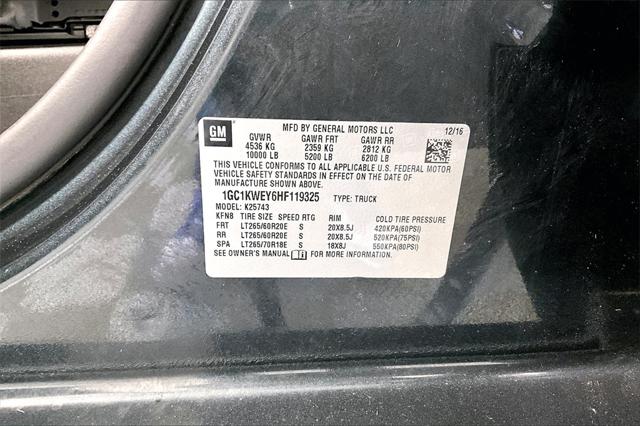 GM
MFD BY GENERAL MOTORS LLC 12/16
GVWR GAWR FRT GAWR RR
4536 KG 2359 KG 2812 KG
10000 LB 5200 LB 6200 LB
THIS VEHICLE CONFORMS TO ALL APPLICABLE U.S. FEDERAL MOTOR
VEHICLE SAFETY STANDARDS IN EFFECT ON THE DATE OF
MANUFACTURE SHOWN ABOVE.
1GC1KWEY6HF119325 TYPE: TRUCK
MODEL: K25743
KFNB TIRE SIZE SPEED RTG RIM COLD TIRE PRESSURE
FRT LT265/60R20E S 20X8.5J 420KPA(60PSI)
RR LT265/60R20E S 20X8.5J 520KPA(75PSI)
SPA LT265/70R18E S 18X8J 550KPA(80PSI)
SEE OWNER'S MANUAL FOR MORE INFORMATION.